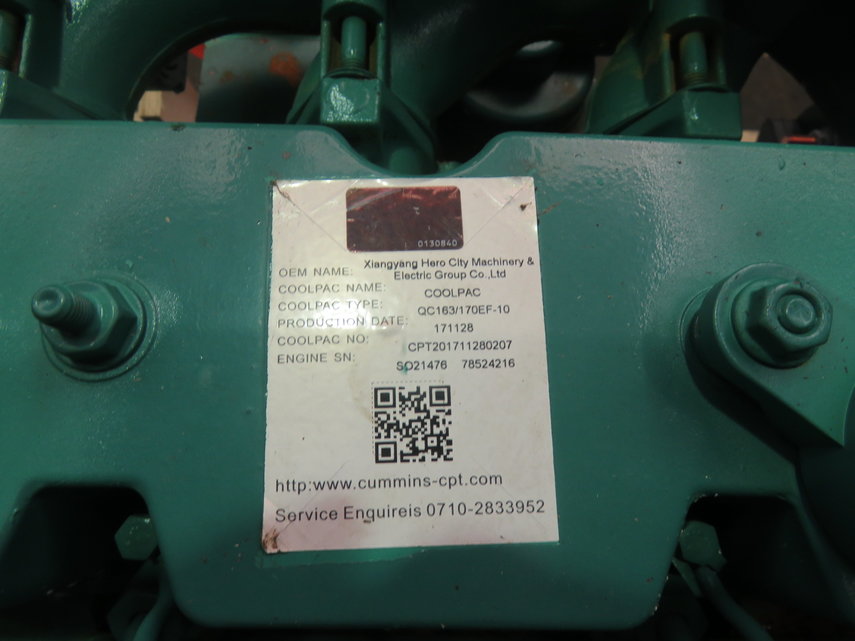 0130840
OEM NAME: Xiangyang Hero City Machinery &
Electric Group Co.,Ltd
COOLPAC NAME: COOLPAC
COOLPAC TYPE: QC163/170EF-10
PRODUCTION DATE: 171128
COOLPAC NO: CPT201711280207
ENGINE SN: SO21476 78524216
http:www.cummins-cpt.com
Service Enquireis 0710-2833952